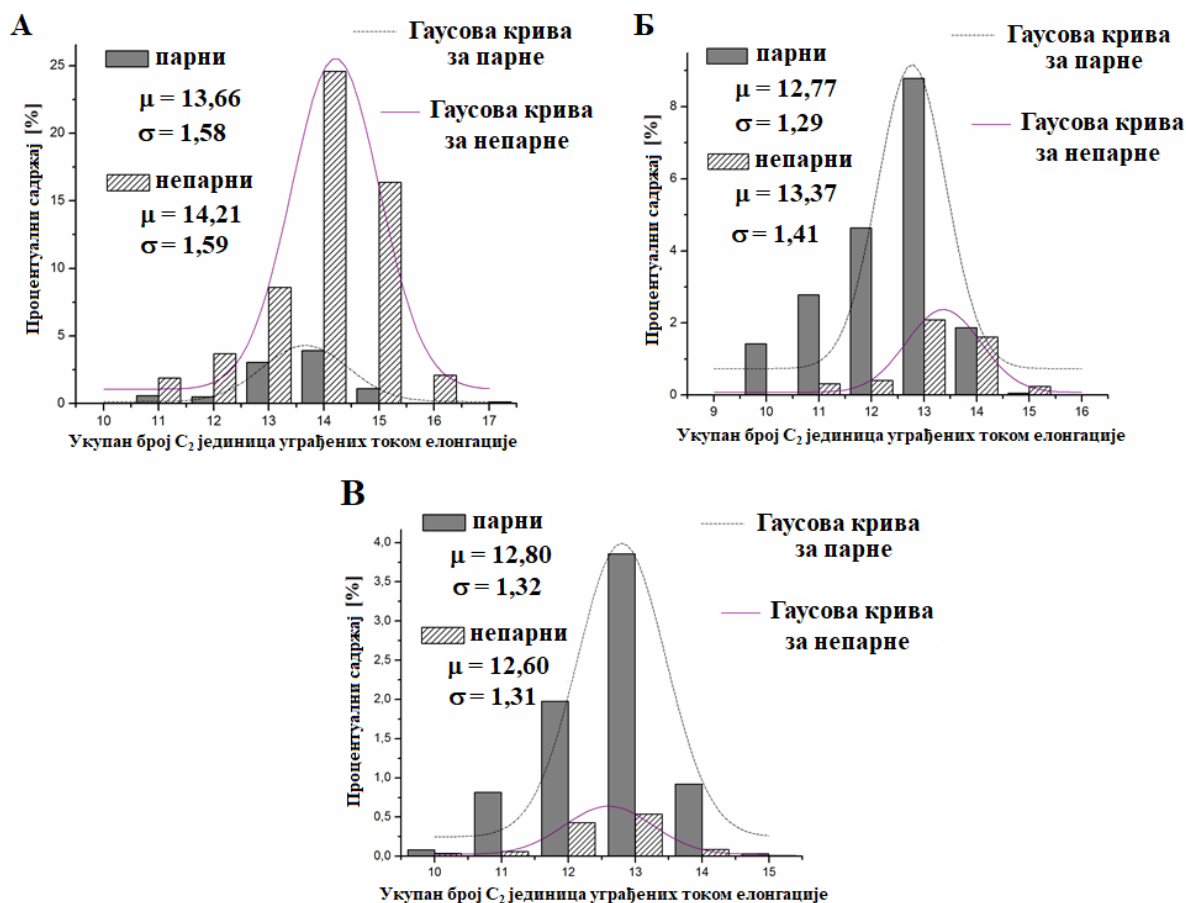 А
парни
μ = 13,66
σ = 1,58
непарни
μ = 14,21
σ = 1,59
Гаусова крива
за парне
Гаусова крива
за непарне
Процентуални садржај [%]
25
20
15
10
5
0
10 11 12 13 14 15 16 17
Укупан број C₂ јединица уграђених током елонгације
Б
парни
μ = 12,77
σ = 1,29
непарни
μ = 13,37
σ = 1,41
Гаусова крива
за парне
Гаусова крива
за непарне
Процентуални садржај [%]
8
6
4
2
0
9 10 11 12 13 14 15 16
Укупан број C₂ јединица уграђених током елонгације
В
парни
μ = 12,80
σ = 1,32
непарни
μ = 12,60
σ = 1,31
Гаусова крива
за парне
Гаусова крива
за непарне
Процентуални садржај [%]
4,0
3,5
3,0
2,5
2,0
1,5
1,0
0,5
0,0
10 11 12 13 14 15
Укупан број C₂ јединица уграђених током елонгације